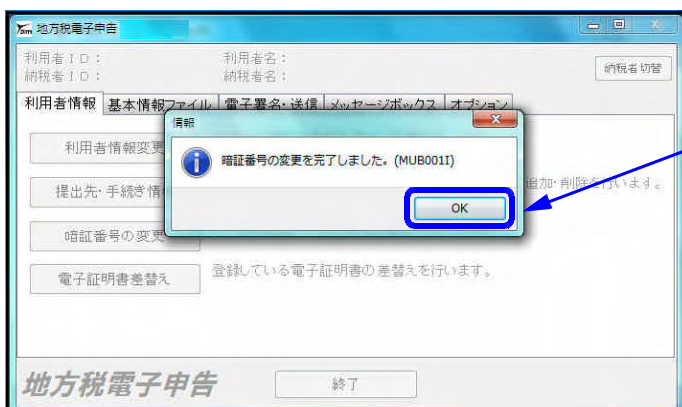 地方税電子申告
利用者ID： 利用者名：
納税者ID： 納税者名：
納税者切替
利用者情報 基本情報ファイル 電子署名・送信 メッセージボックス オプション
情報
利用者情報変更
暗証番号の変更を完了しました。(MUB001I)
提出先・手続き情
追加・削除を行います。
OK
暗証番号の変更
電子証明書差替え 登録している電子証明書の差替えを行います。
地方税電子申告 終了